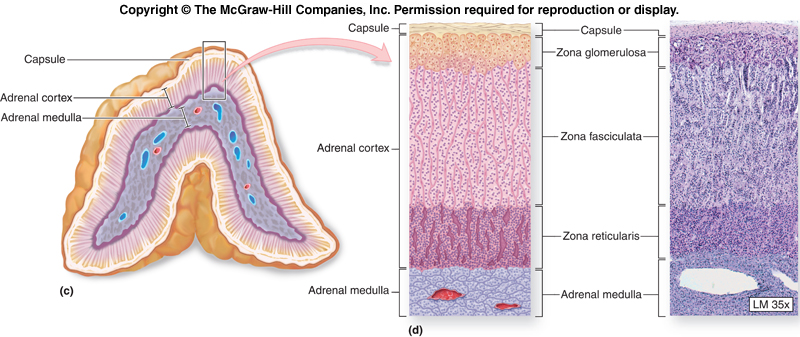 Copyright © The McGraw-Hill Companies, Inc. Permission required for reproduction or display.
Capsule
Adrenal cortex
Adrenal medulla
(c)
Capsule
Adrenal cortex
Adrenal medulla
(d)
Capsule
Zona glomerulosa
Zona fasciculata
Zona reticularis
Adrenal medulla
LM 35x